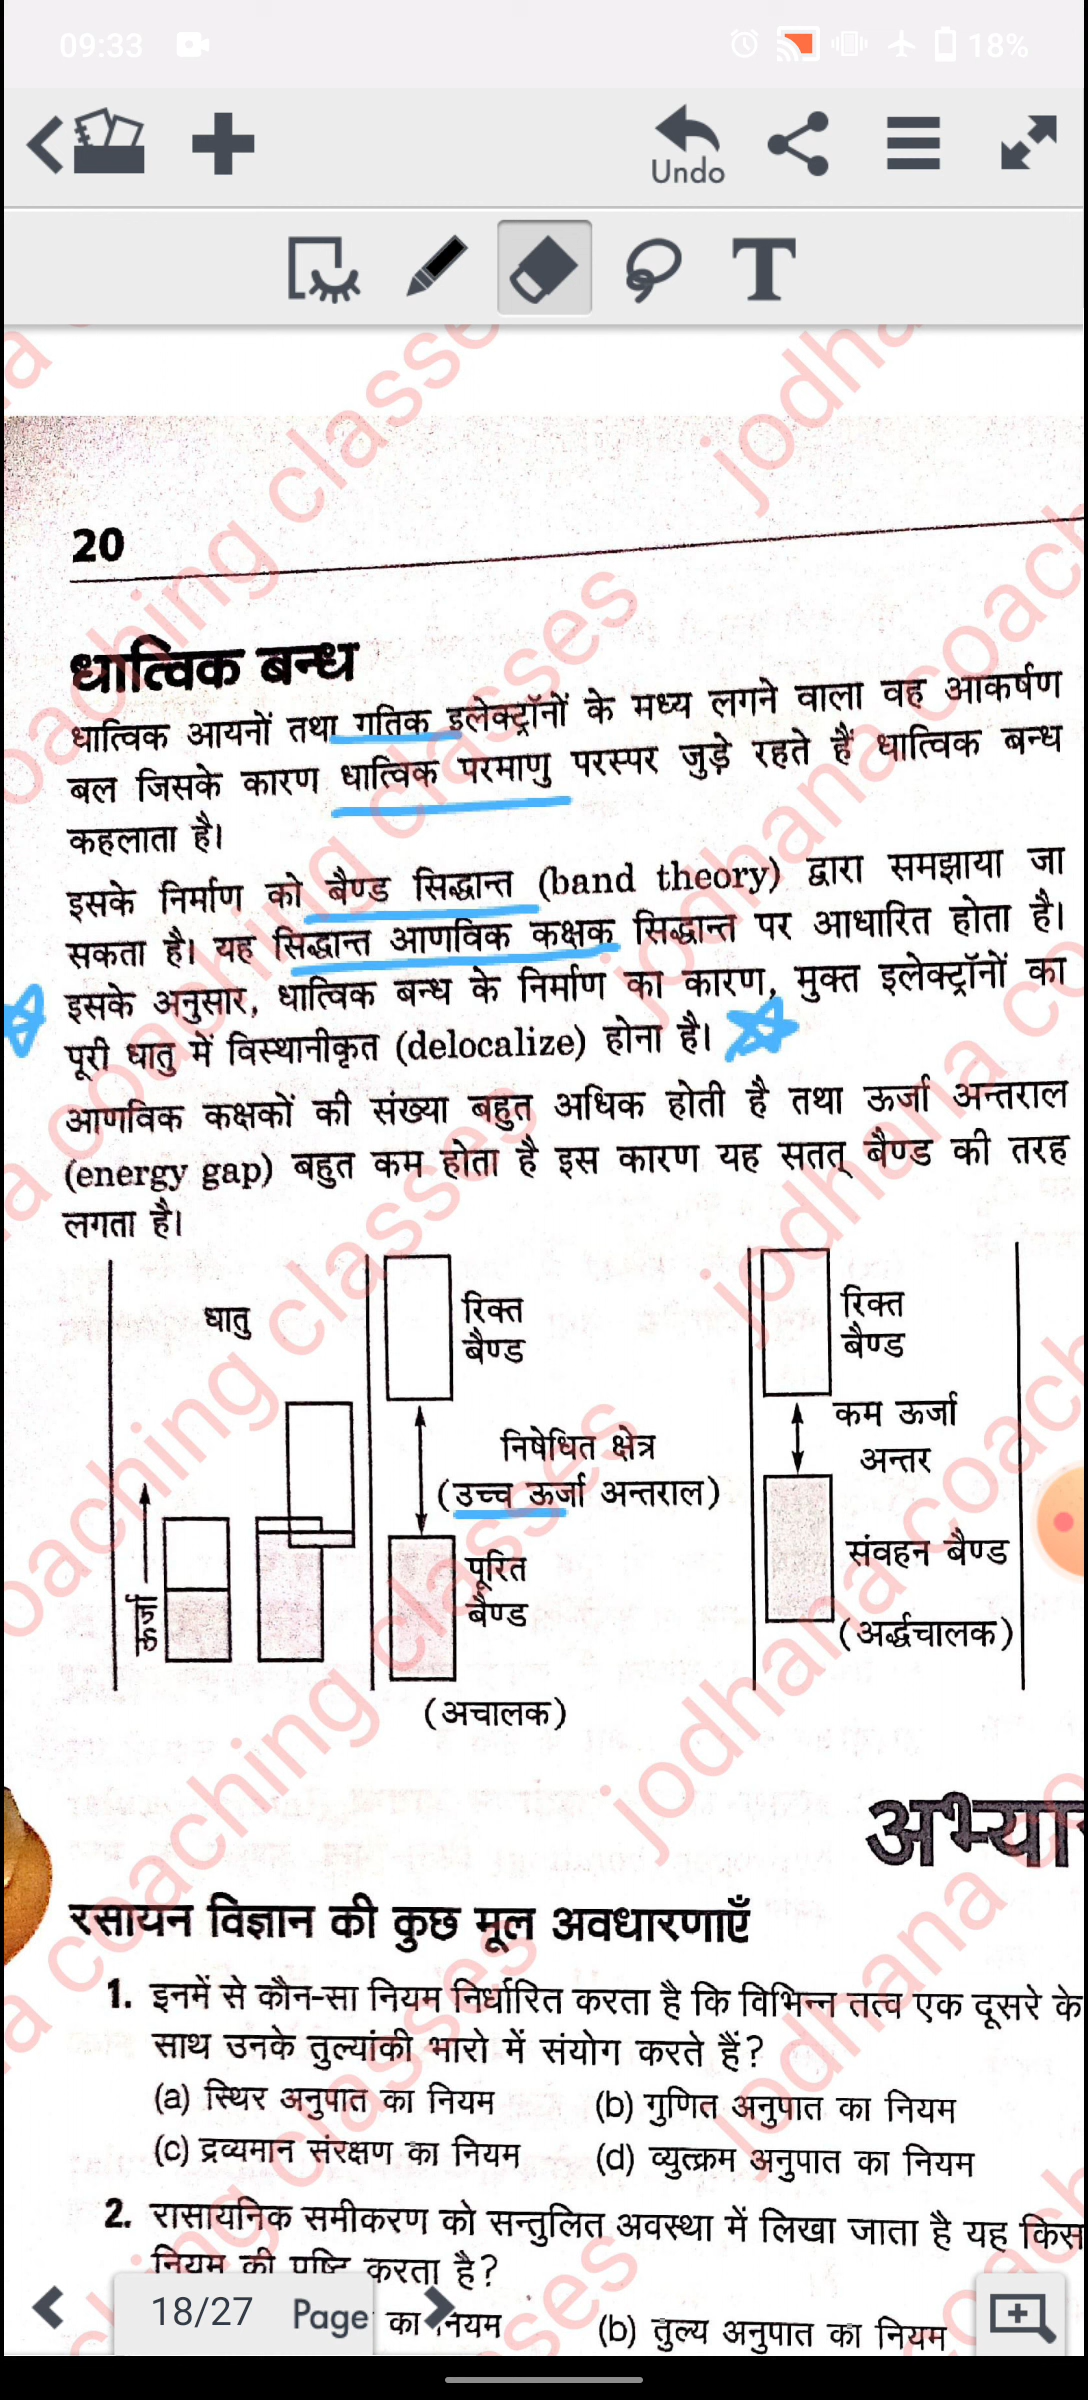 09:33
18%
Undo
T
20
धात्विक बन्ध
धात्विक आयनों तथा गतिक इलेक्ट्रॉनों के मध्य लगने वाला वह आकर्षण
बल जिसके कारण धात्विक परमाणु परस्पर जुड़े रहते हैं धात्विक बन्ध
कहलाता है।
इसके निर्माण को बैण्ड सिद्धान्त (band theory) द्वारा समझाया जा
सकता है। यह सिद्धान्त आणविक कक्षक सिद्धान्त पर आधारित होता है।
इसके अनुसार, धात्विक बन्ध के निर्माण का कारण, मुक्त इलेक्ट्रॉनों का
पूरी धातु में विस्थानीकृत (delocalize) होना है।
आणविक कक्षकों की संख्या बहुत अधिक होती है तथा ऊर्जा अन्तराल
(energy gap) बहुत कम होता है इस कारण यह सतत् बैण्ड की तरह
लगता है।
धातु
ऊर्जा
रिक्त
बैण्ड
निषेधित क्षेत्र
(उच्च ऊर्जा अन्तराल)
पूरित
बैण्ड
(अचालक)
रिक्त
बैण्ड
कम ऊर्जा
अन्तर
संवहन बैण्ड
(अर्द्धचालक)
अभ्या
रसायन विज्ञान की कुछ मूल अवधारणाएँ
1. इनमें से कौन-सा नियम निर्धारित करता है कि विभिन्न तत्व एक दूसरे के
साथ उनके तुल्यांकी भारो में संयोग करते हैं?
(a) स्थिर अनुपात का नियम (b) गुणित अनुपात का नियम
(c) द्रव्यमान संरक्षण का नियम (d) व्युत्क्रम अनुपात का नियम
2. रासायनिक समीकरण को सन्तुलित अवस्था में लिखा जाता है यह किस
नियम की पुष्टि करता है?
का नियम (b) तुल्य अनुपात का नियम
18/27 Page
jodhana coaching classes